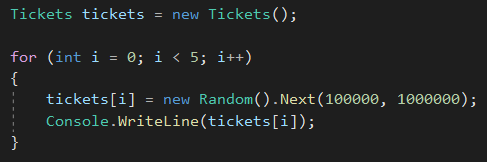 Tickets tickets = new Tickets();
for (int i = 0; i < 5; i++)
{
    tickets[i] = new Random().Next(100000, 1000000);
    Console.WriteLine(tickets[i]);
}